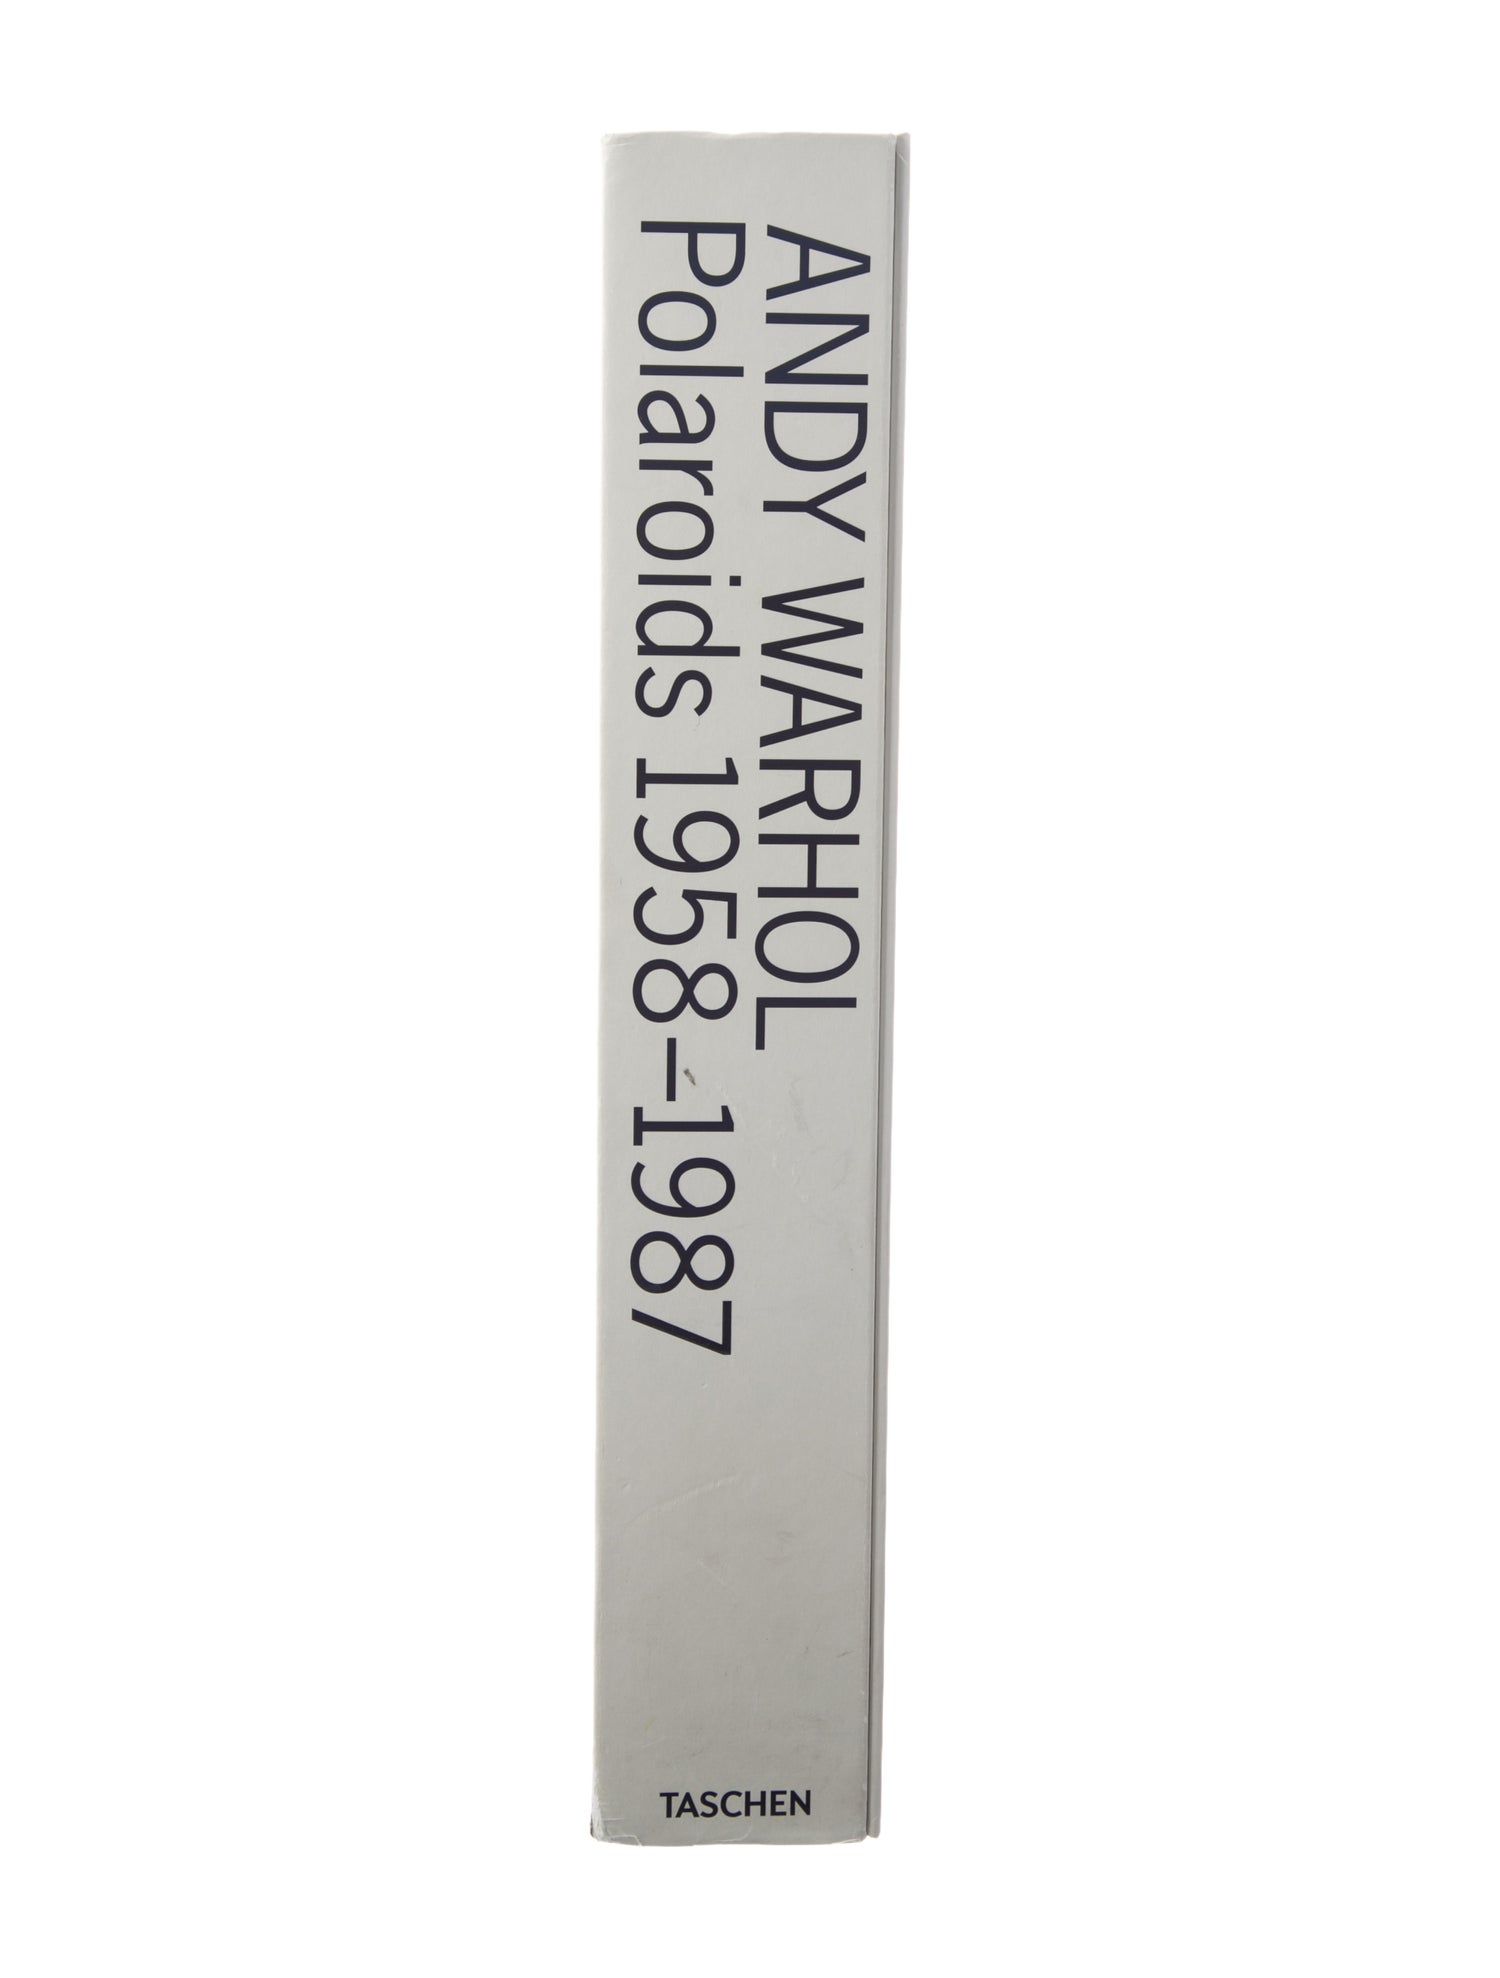 ANDY WARHOL
Polaroids 1958–1987
TASCHEN